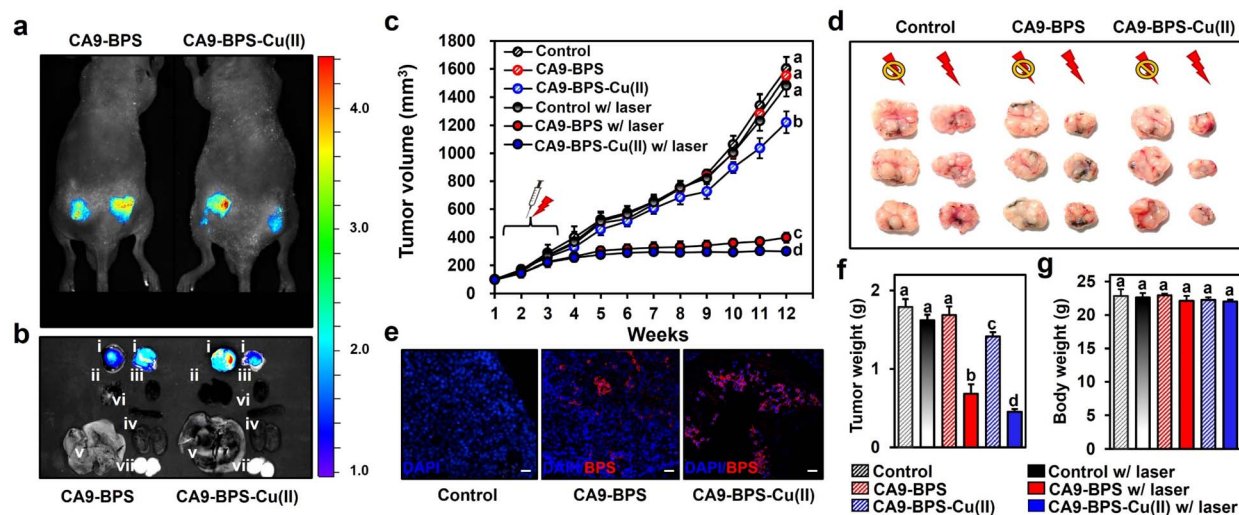 a
CA9-BPS CA9-BPS-Cu(II)
4.0
3.0
2.0
1.0
b
i i i i
ii iii ii iii
vi vi
iv iv
v v
vii vii
CA9-BPS CA9-BPS-Cu(II)
c
Tumor volume (mm³)
1800
1600
1400
1200
1000
800
600
400
200
0
Control
CA9-BPS
CA9-BPS-Cu(II)
Control w/ laser
CA9-BPS w/ laser
CA9-BPS-Cu(II) w/ laser
a
a
a
b
c
d
1 2 3 4 5 6 7 8 9 10 11 12
Weeks
d
Control CA9-BPS CA9-BPS-Cu(II)
e
DAPI DAPI/BPS DAPI/BPS
Control CA9-BPS CA9-BPS-Cu(II)
f
Tumor weight (g)
2
1
0
a a a b c d
g
Body weight (g)
25
20
15
10
5
0
a a a a a a
Control Control w/ laser
CA9-BPS CA9-BPS w/ laser
CA9-BPS-Cu(II) CA9-BPS-Cu(II) w/ laser